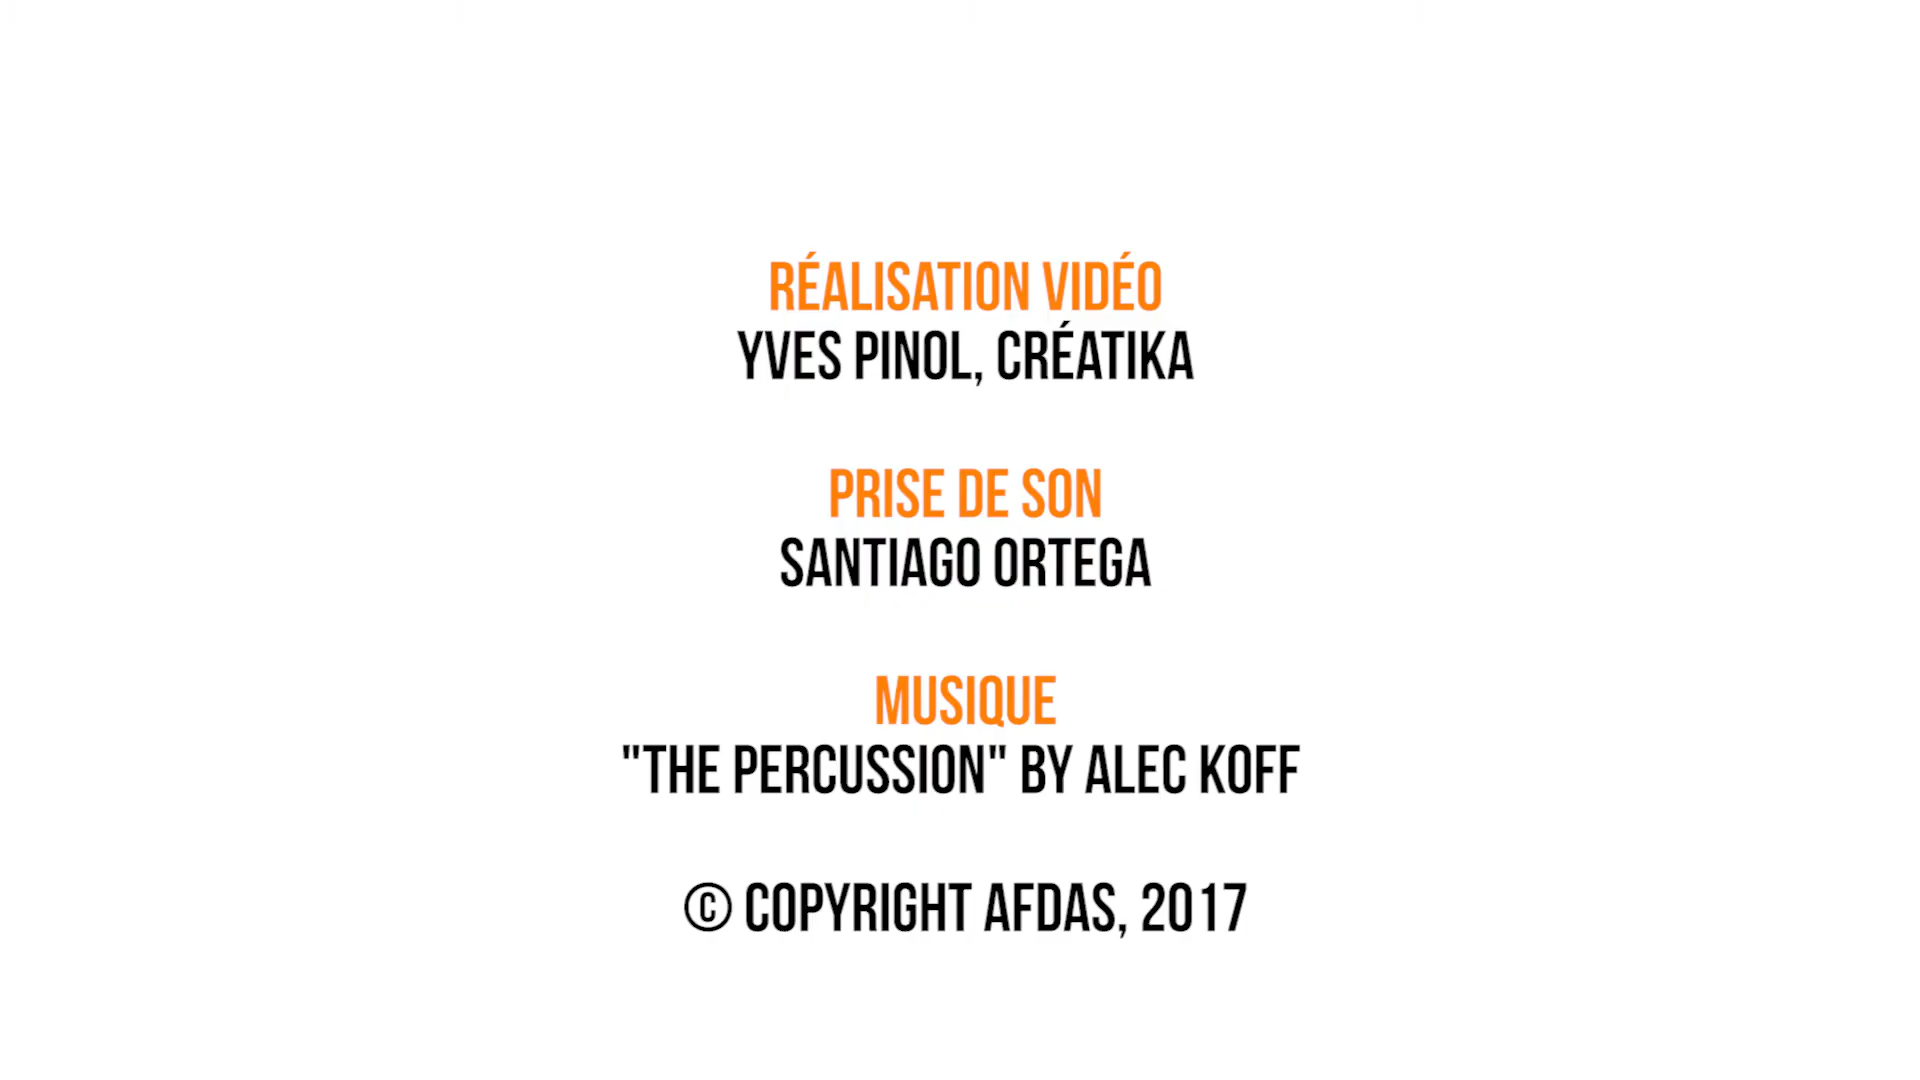 RÉALISATION VIDÉO
YVES PINOL, CRÉATIKA
PRISE DE SON
SANTIAGO ORTEGA
MUSIQUE
"THE PERCUSSION" BY ALEC KOFF
© COPYRIGHT AFDAS, 2017